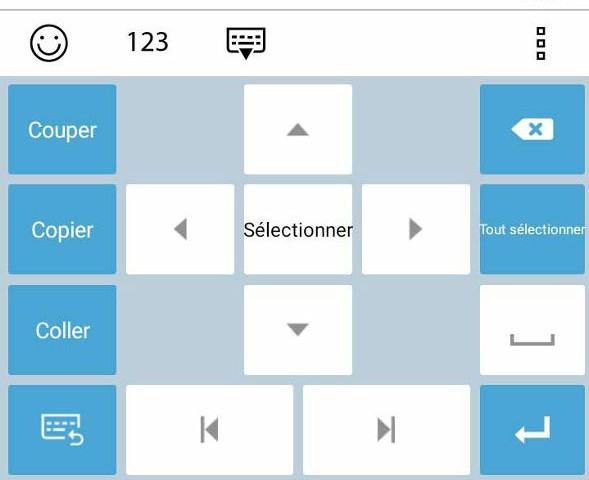 123
Couper
Copier
Sélectionner
Tout sélectionner
Coller